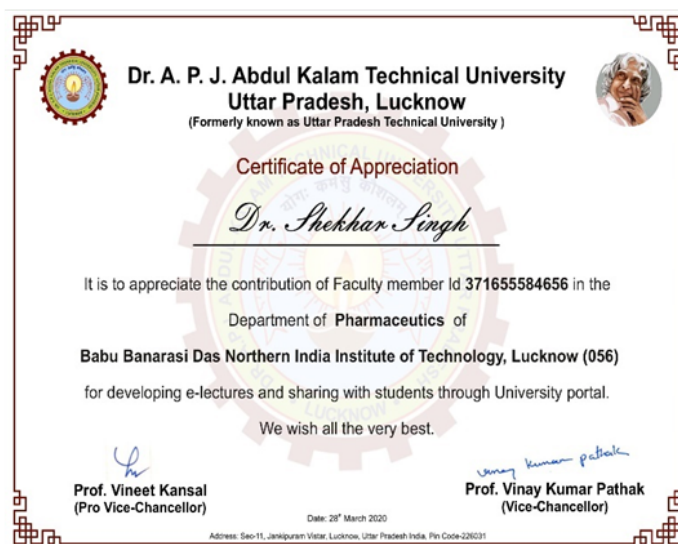 Dr. A. P. J. Abdul Kalam Technical University
Uttar Pradesh, Lucknow
(Formerly known as Uttar Pradesh Technical University )
Certificate of Appreciation
Dr. Shekhar Singh
It is to appreciate the contribution of Faculty member Id 371655584656 in the
Department of Pharmaceutics of
Babu Banarasi Das Northern India Institute of Technology, Lucknow (056)
for developing e-lectures and sharing with students through University portal.
We wish all the very best.
vinay kumar pathak
Prof. Vineet Kansal
(Pro Vice-Chancellor)
Prof. Vinay Kumar Pathak
(Vice-Chancellor)
Date: 28th March 2020
Address: Sec-11, Jankipuram Vistar, Lucknow, Uttar Pradesh India, Pin Code-226031